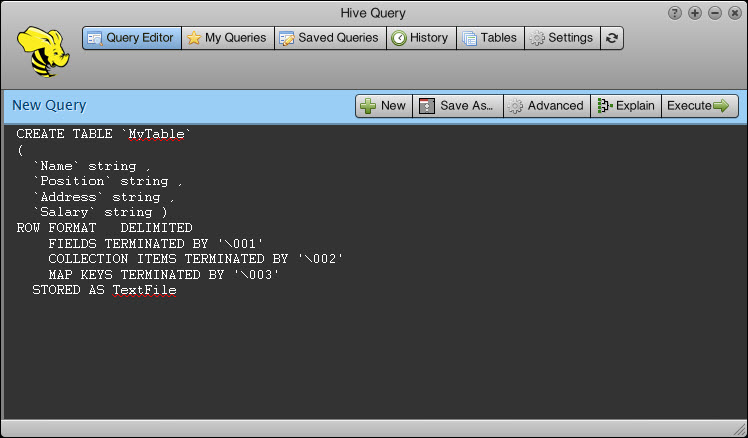 Hive Query
Query Editor My Queries Saved Queries History Tables Settings
New Query New Save As... Advanced Explain Execute
CREATE TABLE `MyTable`
(
`Name` string ,
`Position` string ,
`Address` string ,
`Salary` string )
ROW FORMAT DELIMITED
FIELDS TERMINATED BY '\001'
COLLECTION ITEMS TERMINATED BY '\002'
MAP KEYS TERMINATED BY '\003'
STORED AS TextFile